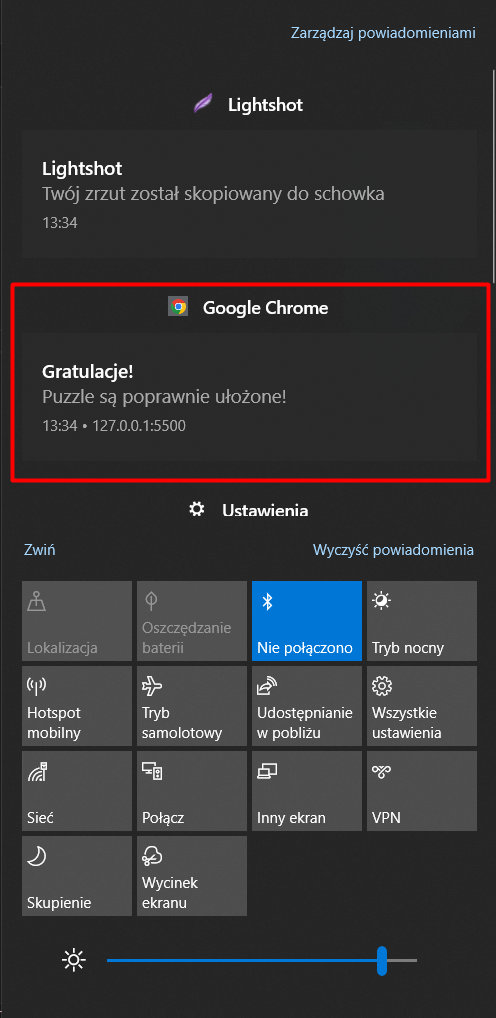 Zarządzaj powiadomieniami
Lightshot
Lightshot
Twój zrzut został skopiowany do schowka
13:34
Google Chrome
Gratulacje!
Puzzle są poprawnie ułożone!
13:34 • 127.0.0.1:5500
Ustawienia
Zwiń
Wyczyść powiadomienia
Lokalizacja
Oszczędzanie
baterii
Nie połączono
Tryb nocny
Hotspot
mobilny
Tryb
samolotowy
Udostępnianie
w pobliżu
Wszystkie
ustawienia
Sieć
Połącz
Inny ekran
VPN
Skupienie
Wycinek
ekranu